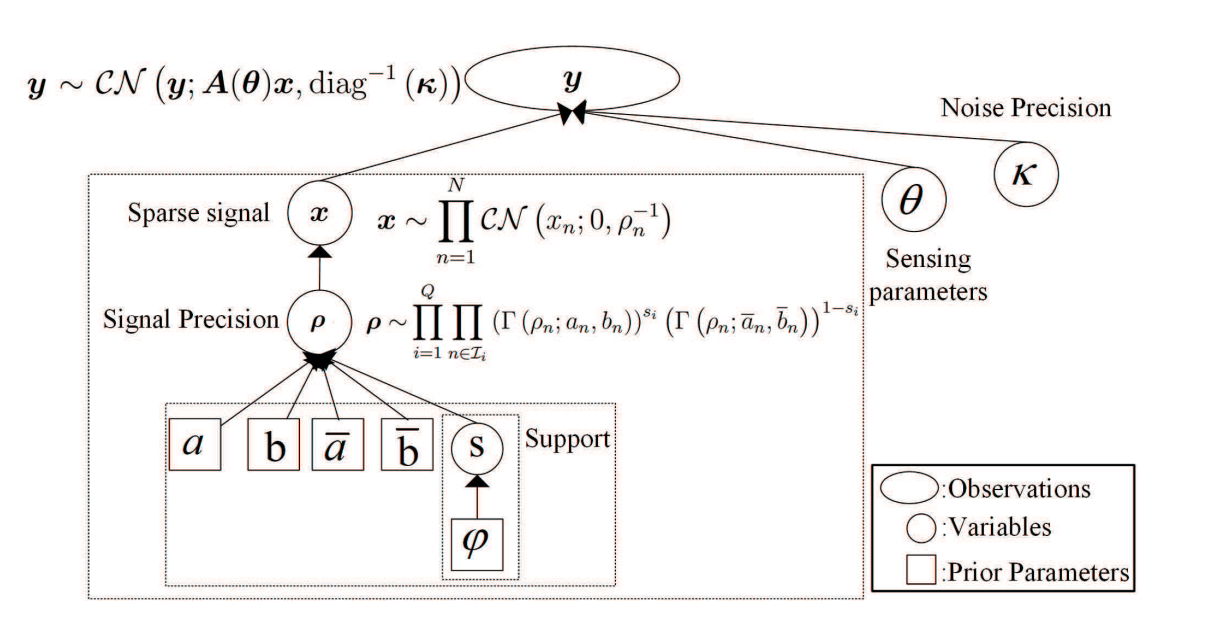 y ∼ 𝒞𝒩 (y; A(θ)x, diag⁻¹ (κ))
y
Noise Precision
κ
θ
Sensing
parameters
Sparse signal
x
x ∼ ∏_{n=1}^{N} 𝒞𝒩 (x_n; 0, ρ_n^{-1})
Signal Precision
ρ
ρ ∼ ∏_{i=1}^{Q} ∏_{n∈ℐ_i} (Γ (ρ_n; a_n, b_n))^{s_i} (Γ (ρ_n; a̅_n, b̅_n))^{1−s_i}
a
b
a̅
b̅
s
Support
φ
:Observations
:Variables
:Prior Parameters